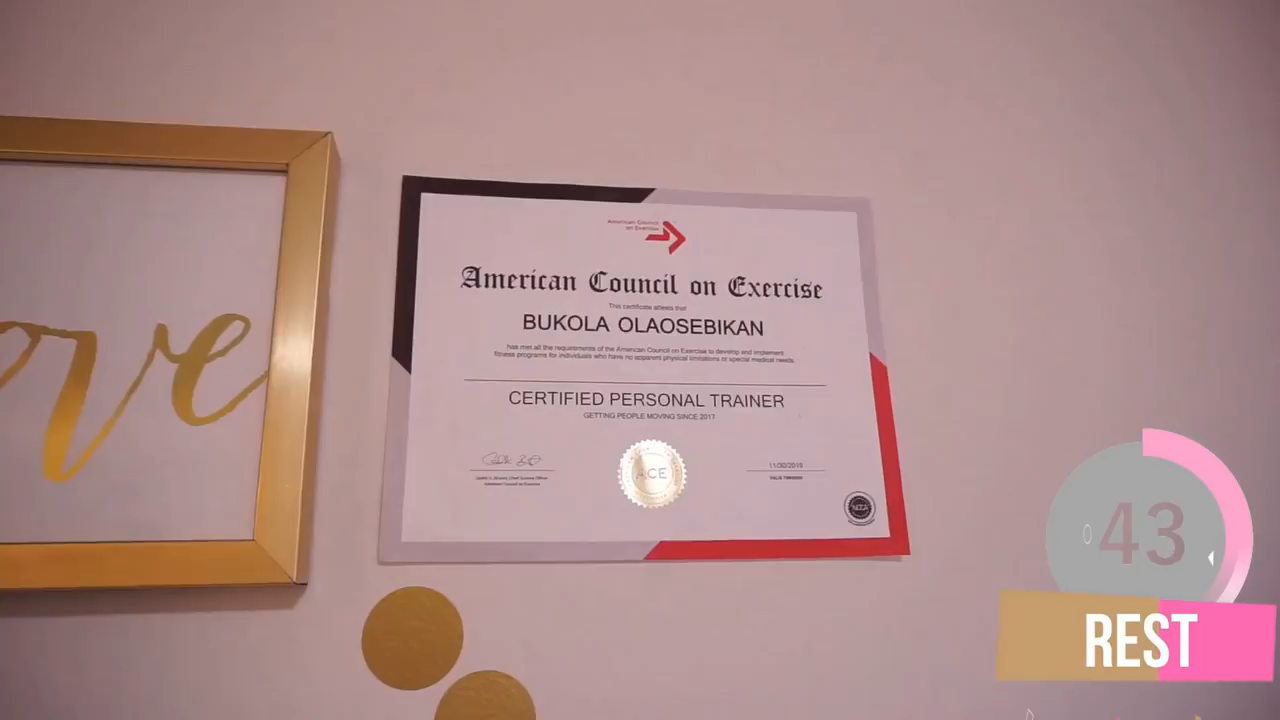 ove
American Council
on Exercise
American Council on Exercise
This certificate attests that
BUKOLA OLAOSEBIKAN
has met all the requirements of the American Council on Exercise to develop and implement
fitness programs for individuals who have no apparent physical limitations or special medical needs.
CERTIFIED PERSONAL TRAINER
GETTING PEOPLE MOVING SINCE 2017
ACE
11/30/2019
VALID THROUGH
NCCA
43
REST